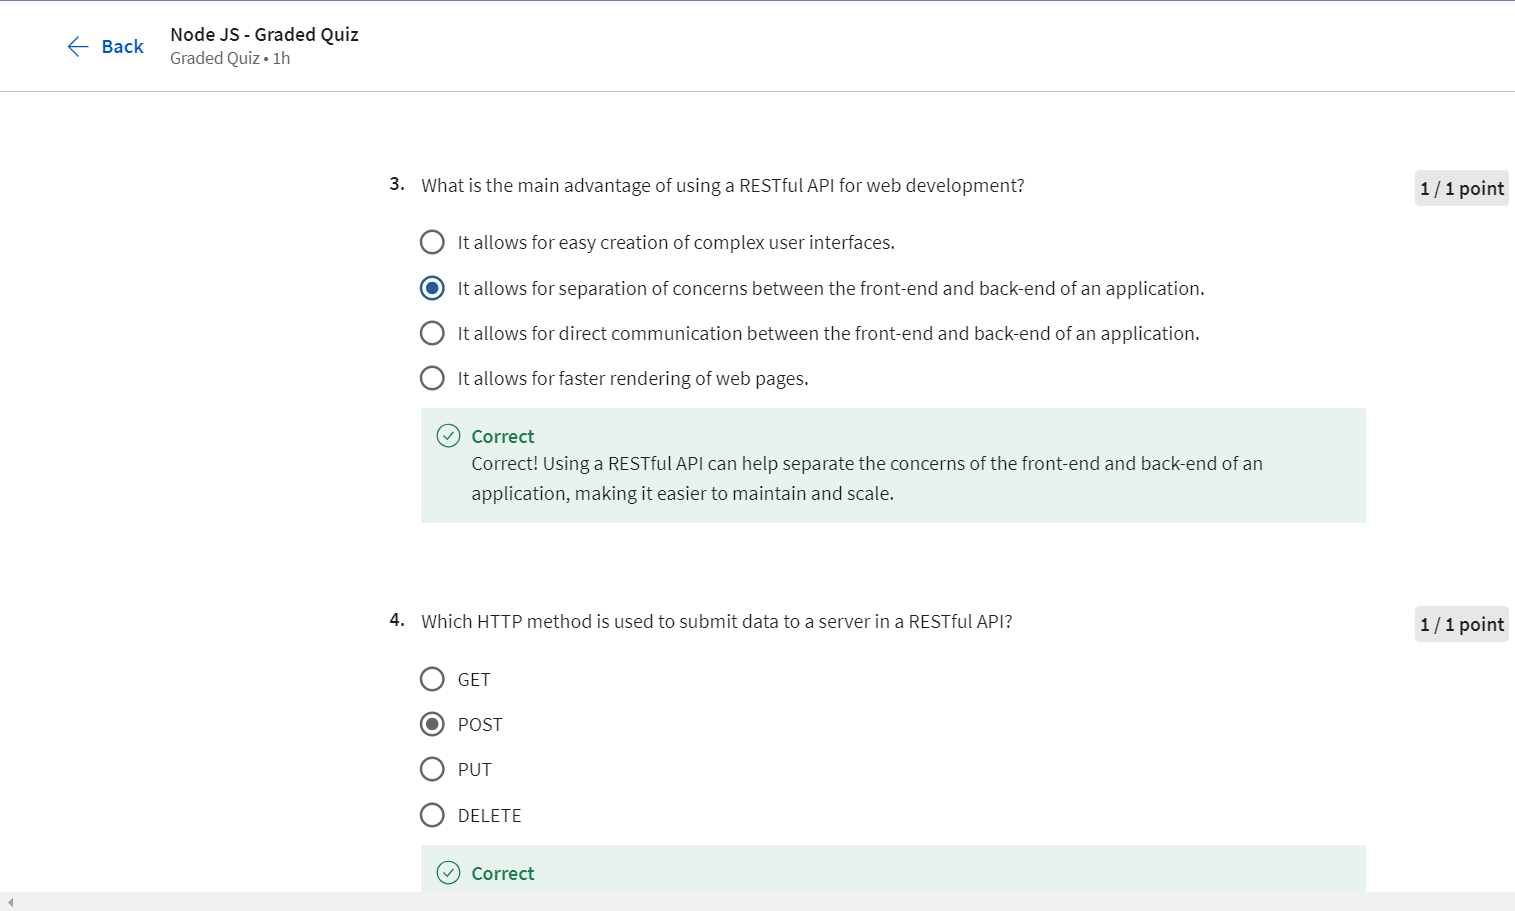 Back
Node JS - Graded Quiz
Graded Quiz • 1h
3. What is the main advantage of using a RESTful API for web development?
1 / 1 point
It allows for easy creation of complex user interfaces.
It allows for separation of concerns between the front-end and back-end of an application.
It allows for direct communication between the front-end and back-end of an application.
It allows for faster rendering of web pages.
Correct
Correct! Using a RESTful API can help separate the concerns of the front-end and back-end of an
application, making it easier to maintain and scale.
4. Which HTTP method is used to submit data to a server in a RESTful API?
1 / 1 point
GET
POST
PUT
DELETE
Correct